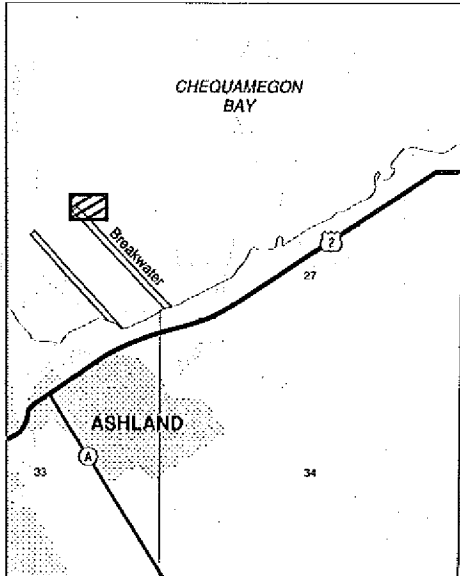 CHEQUAMEGON
BAY
Breakwater
2
27
ASHLAND
A
33
34